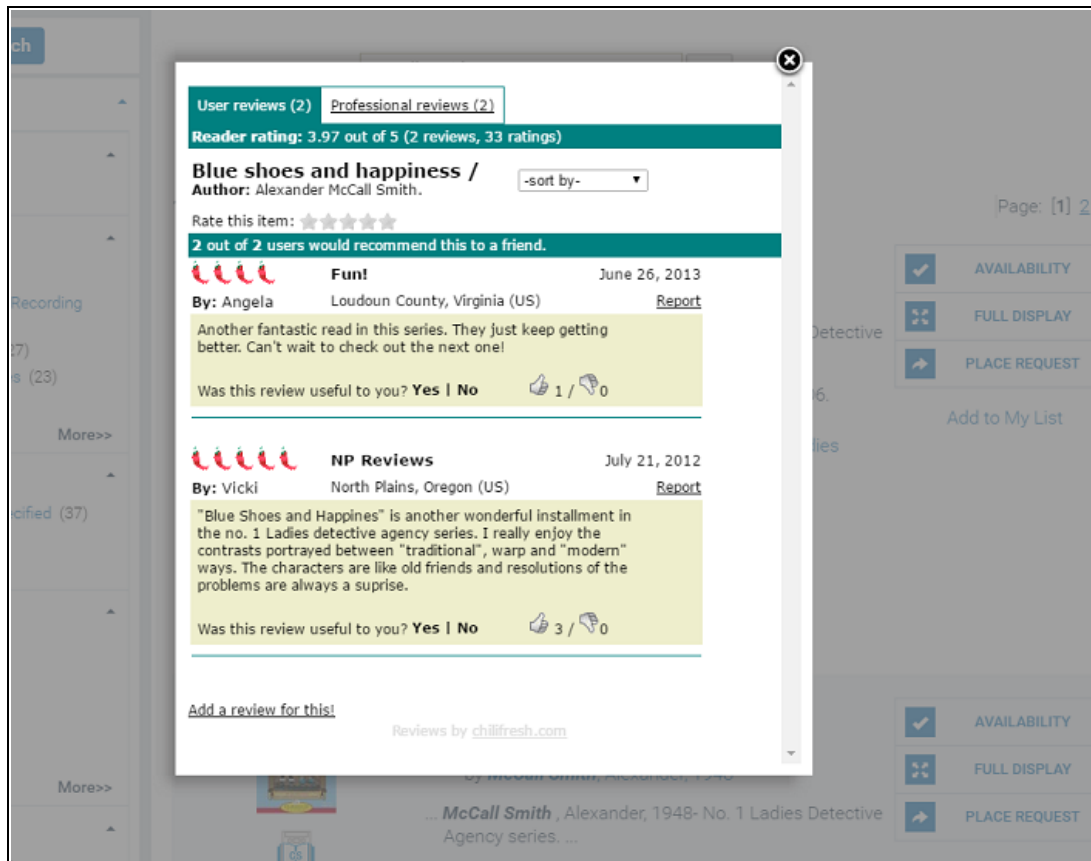 ch
User reviews (2) Professional reviews (2)
Reader rating: 3.97 out of 5 (2 reviews, 33 ratings)
Blue shoes and happiness /
Author: Alexander McCall Smith.
-sort by-
Rate this item:
2 out of 2 users would recommend this to a friend.
Fun! June 26, 2013
By: Angela Loudoun County, Virginia (US) Report
Another fantastic read in this series. They just keep getting
better. Can't wait to check out the next one!
Was this review useful to you? Yes | No 1 / 0
NP Reviews July 21, 2012
By: Vicki North Plains, Oregon (US) Report
"Blue Shoes and Happines" is another wonderful installment in
the no. 1 Ladies detective agency series. I really enjoy the
contrasts portrayed between "traditional", warp and "modern"
ways. The characters are like old friends and resolutions of the
problems are always a suprise.
Was this review useful to you? Yes | No 3 / 0
Add a review for this!
Reviews by chilifresh.com
Recording
27)
s (23)
More>>
cified (37)
More>>
Page: [1] 2
AVAILABILITY
FULL DISPLAY
Detective
PLACE REQUEST
06.
Add to My List
dies
AVAILABILITY
FULL DISPLAY
by McCall Smith, Alexander, 1948-
PLACE REQUEST
... McCall Smith , Alexander, 1948- No. 1 Ladies Detective
Agency series. ...
GS